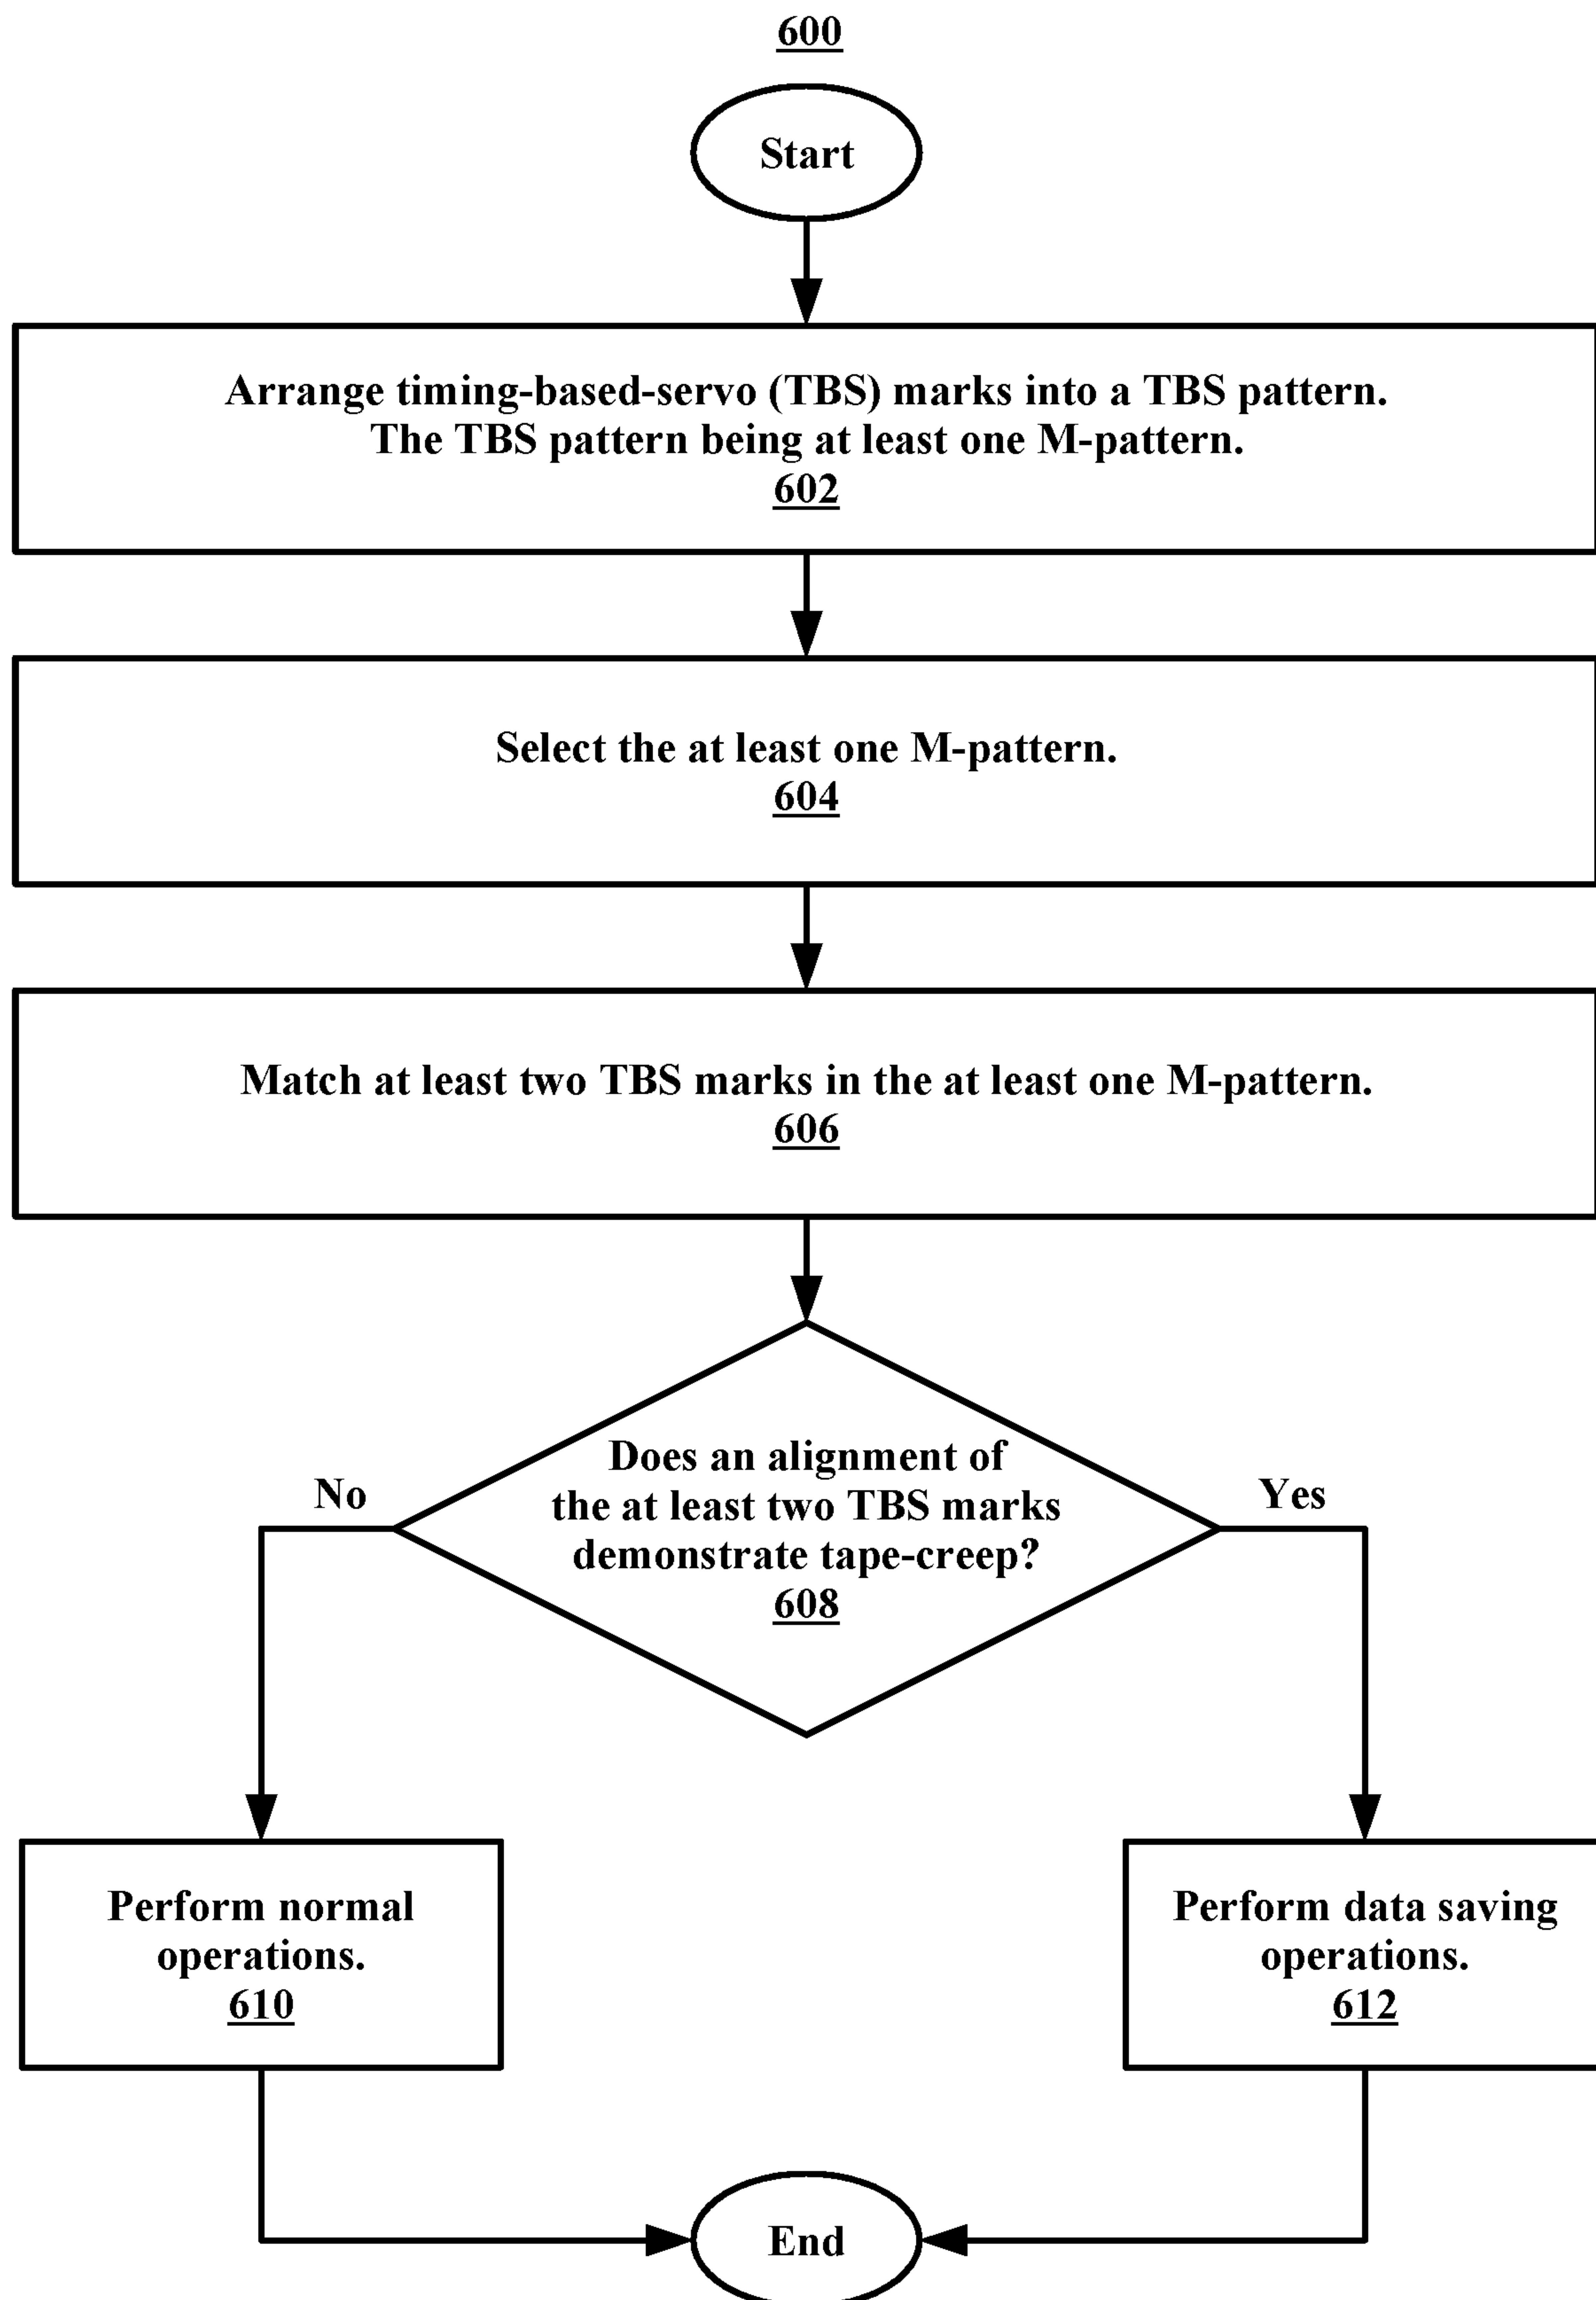 600
Start
Arrange timing-based-servo (TBS) marks into a TBS pattern.
The TBS pattern being at least one M-pattern.
602
Select the at least one M-pattern.
604
Match at least two TBS marks in the at least one M-pattern.
606
Does an alignment of
the at least two TBS marks
demonstrate tape-creep?
608
No
Yes
Perform normal
operations.
610
Perform data saving
operations.
612
End